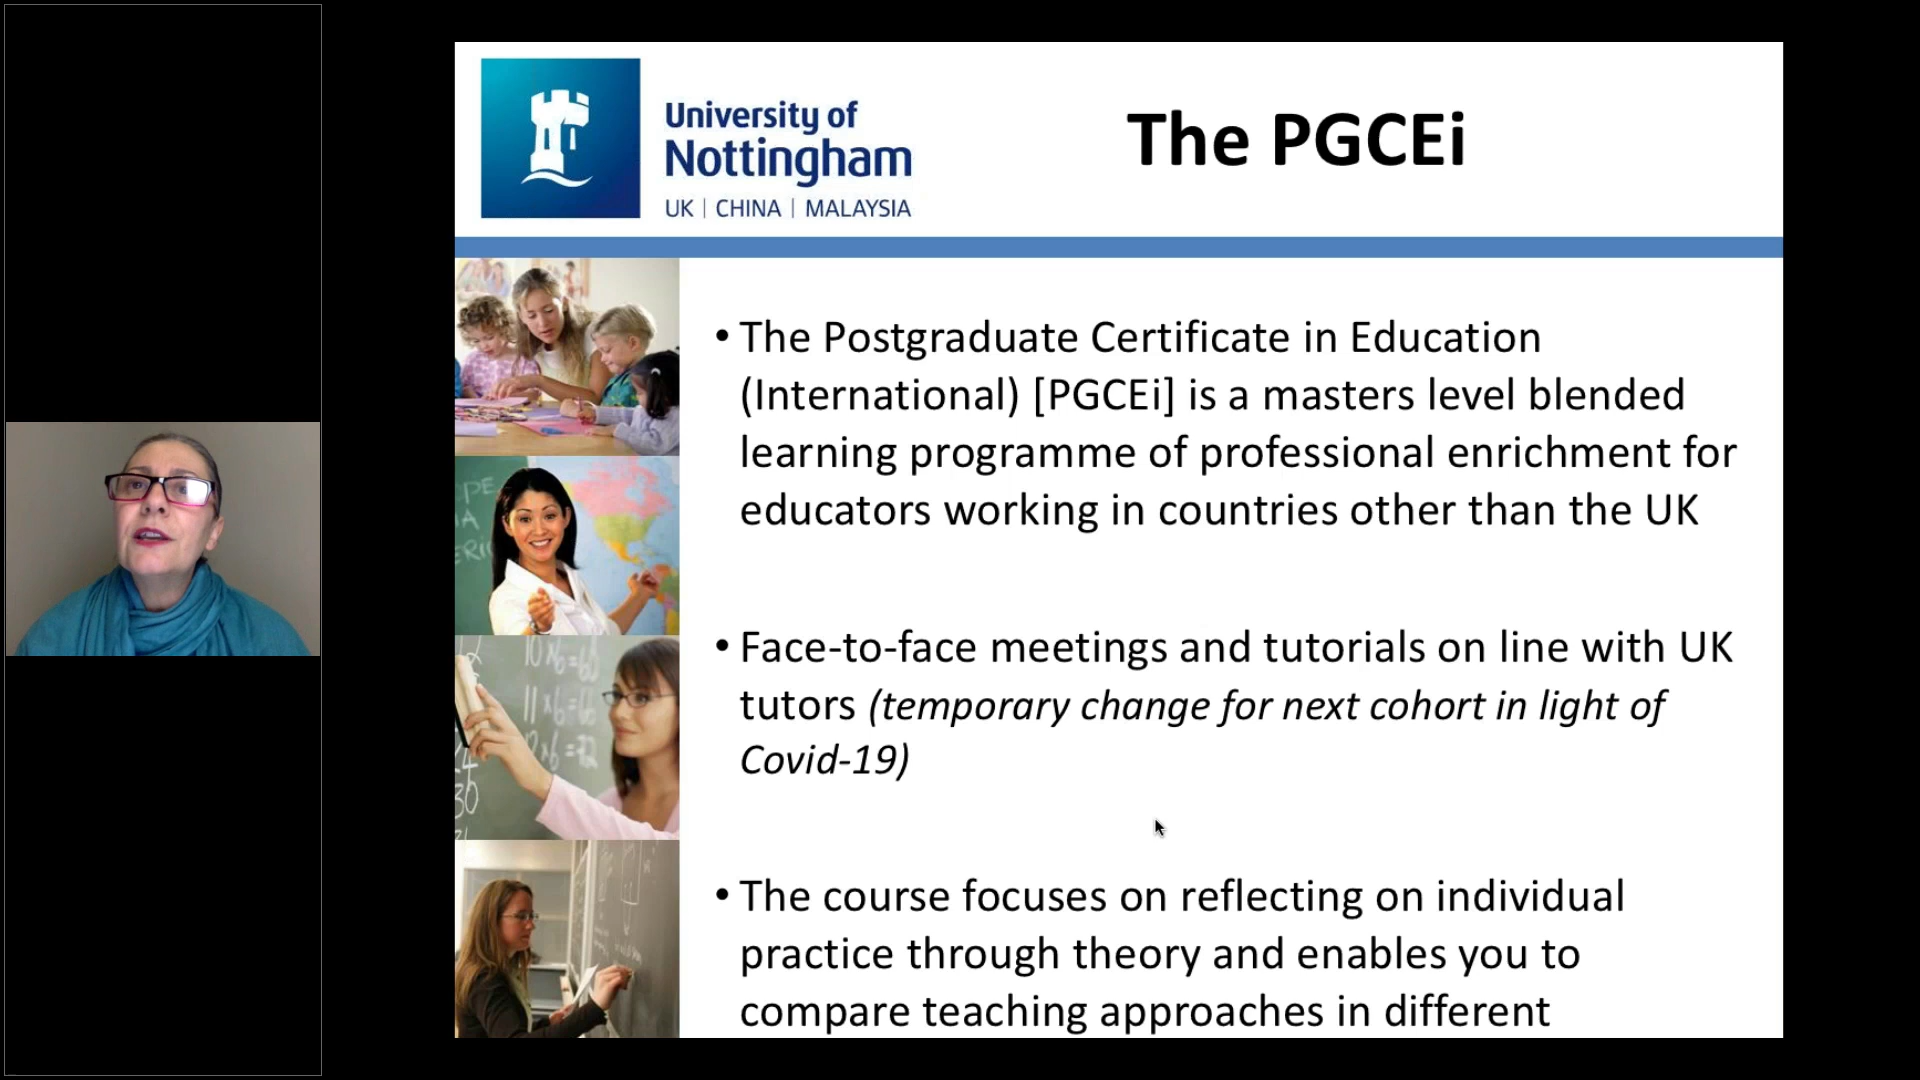 University of
Nottingham
UK | CHINA | MALAYSIA
The PGCEi
• The Postgraduate Certificate in Education
(International) [PGCEi] is a masters level blended
learning programme of professional enrichment for
educators working in countries other than the UK
• Face-to-face meetings and tutorials on line with UK
tutors (temporary change for next cohort in light of
Covid-19)
• The course focuses on reflecting on individual
practice through theory and enables you to
compare teaching approaches in different